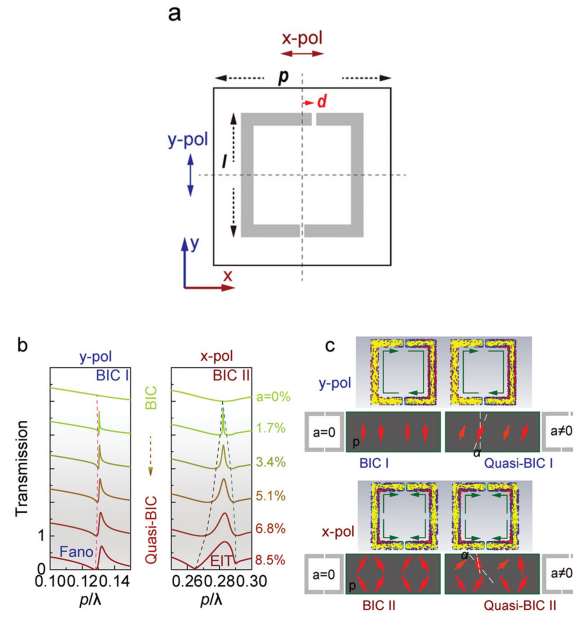 a
x-pol
p
d
y-pol
l
y
x
b
y-pol
x-pol
BIC I
BIC II
BIC
Quasi-BIC
a=0%
1.7%
3.4%
5.1%
6.8%
8.5%
Transmission
1
0
Fano
EIT
0.100 0.120 0.14
0.26 0.28 0.30
p/λ
p/λ
c
y-pol
a=0
p
α
a≠0
BIC I
Quasi-BIC I
x-pol
a=0
p
α
a≠0
BIC II
Quasi-BIC II